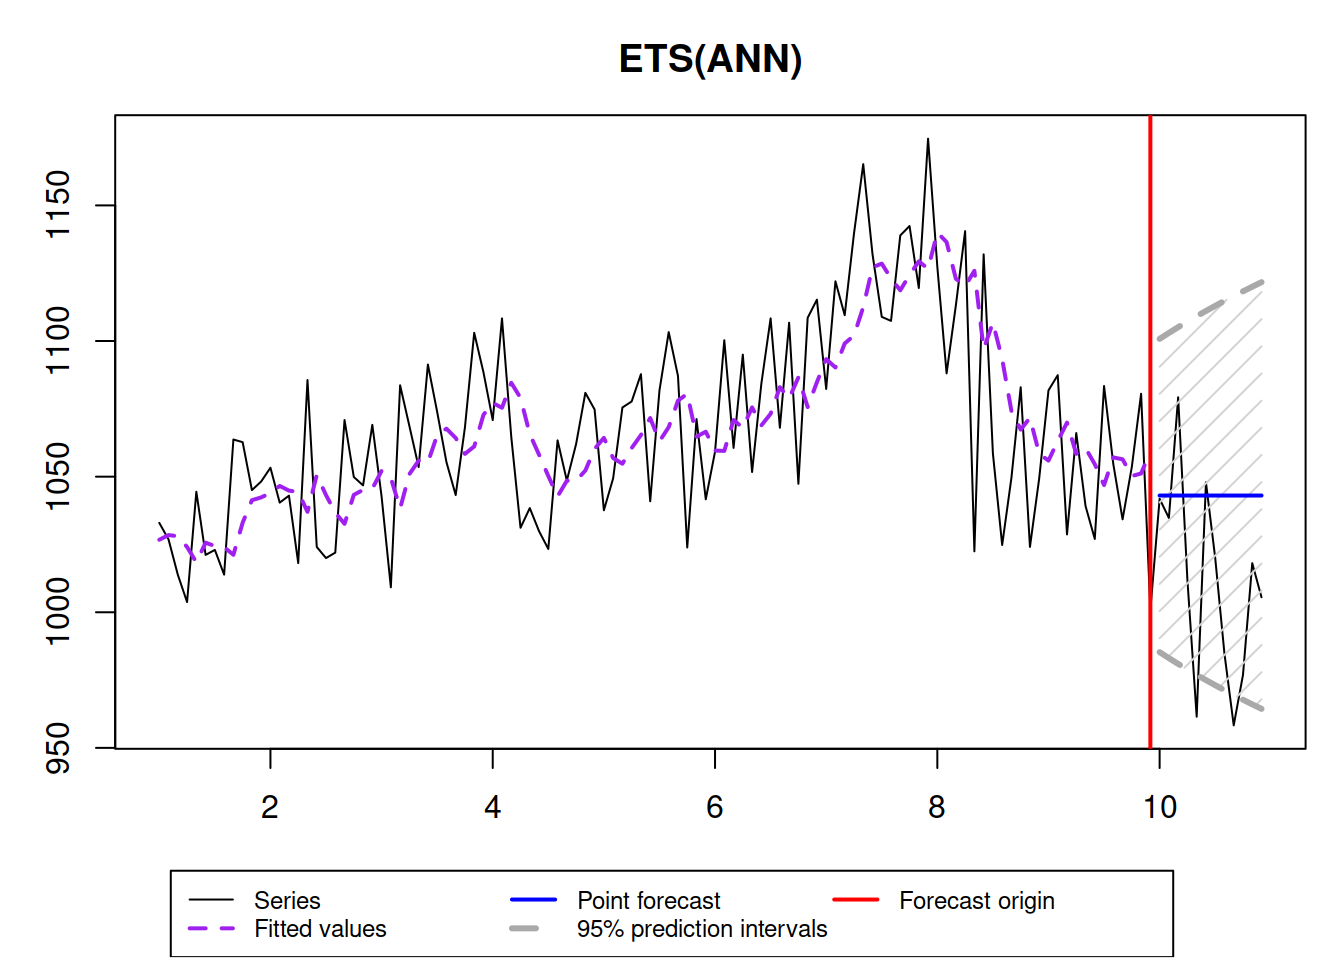 ETS(ANN)
1150
1100
1050
1000
950
2 4 6 8 10
Series Point forecast Forecast origin
Fitted values 95% prediction intervals